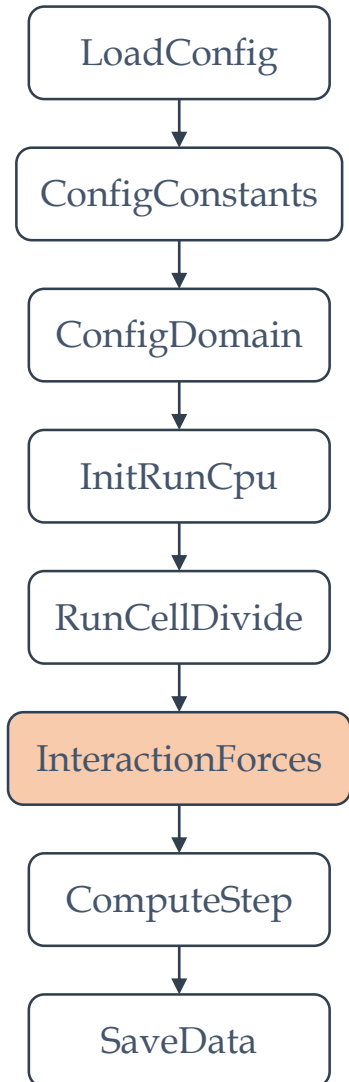 LoadConfig
ConfigConstants
ConfigDomain
InitRunCpu
RunCellDivide
InteractionForces
ComputeStep
SaveData